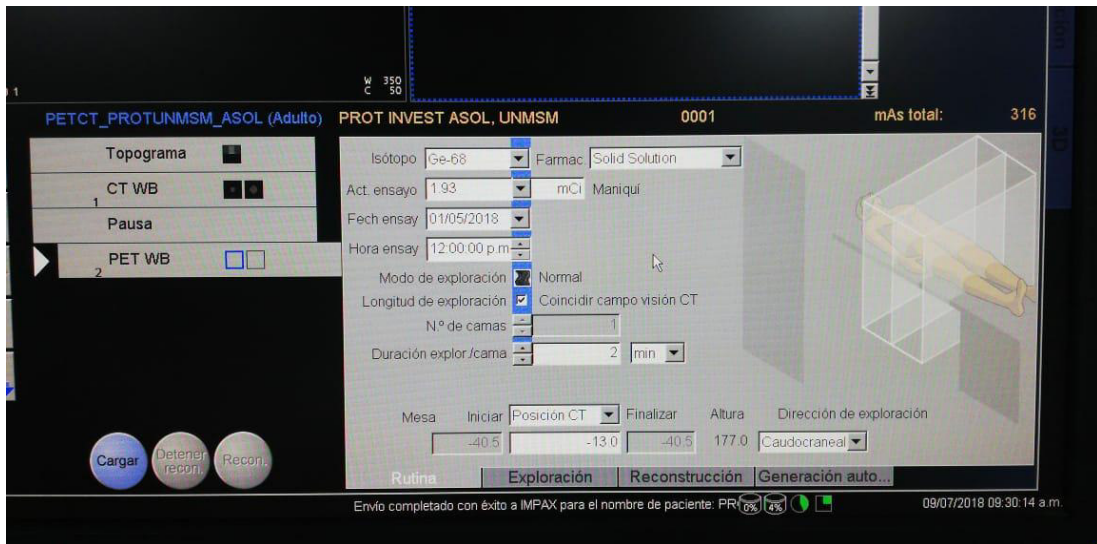 W 350
C 50
1
PETCT_PROTUNMSM_ASOL (Adulto) PROT INVEST ASOL, UNMSM 0001 mAs total: 316
3D
Topograma
CT WB
1
Pausa
PET WB
2
Isótopo Ge-68 Farmac. Solid Solution
Act. ensayo 1.93 mCi Maniquí
Fech ensay 01/05/2018
Hora ensay 12:00:00 p.m
Modo de exploración Normal
Longitud de exploración Coincidir campo visión CT
N.º de camas 1
Duración explor./cama 2 min
Mesa Iniciar Posición CT Finalizar Altura Dirección de exploración
-40.5 -13.0 -40.5 177.0 Caudocraneal
Cargar Detener recon. Recon.
Rutina Exploración Reconstrucción Generación auto...
Envío completado con éxito a IMPAX para el nombre de paciente: PR 0% 4% 09/07/2018 09:30:14 a.m.